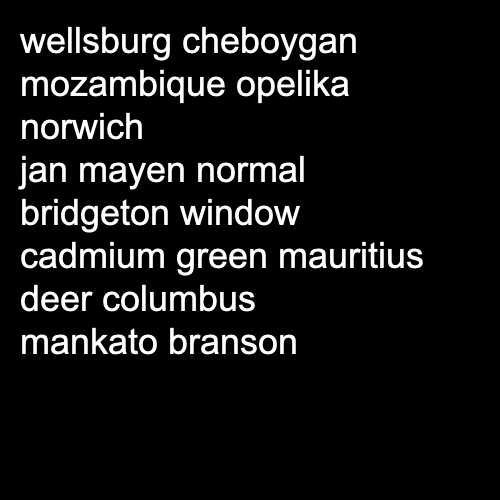 wellsburg cheboygan
mozambique opelika
norwich
jan mayen normal
bridgeton window
cadmium green mauritius
deer columbus
mankato branson